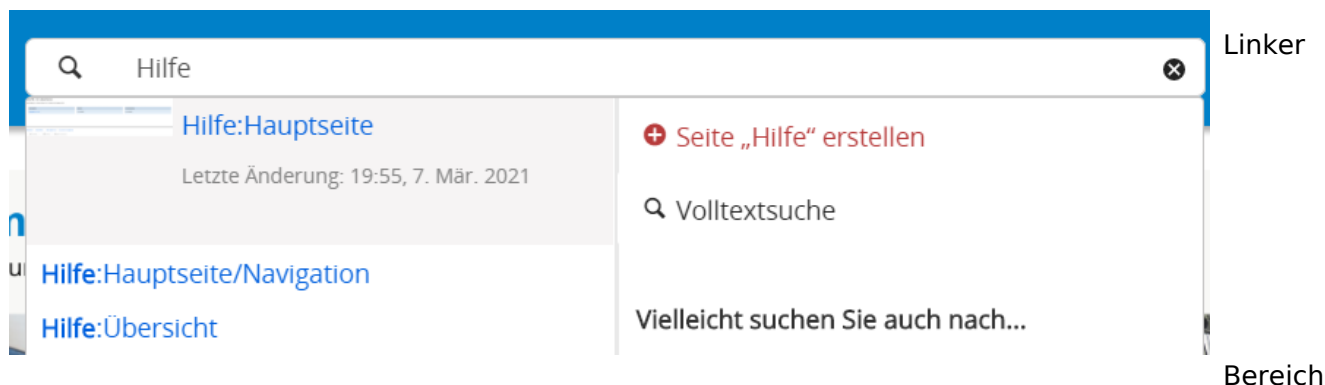 Linker
Hilfe
Hilfe:Hauptseite
Letzte Änderung: 19:55, 7. Mär. 2021
Hilfe:Hauptseite/Navigation
Hilfe:Übersicht
Seite „Hilfe“ erstellen
Volltextsuche
Vielleicht suchen Sie auch nach...
Bereich